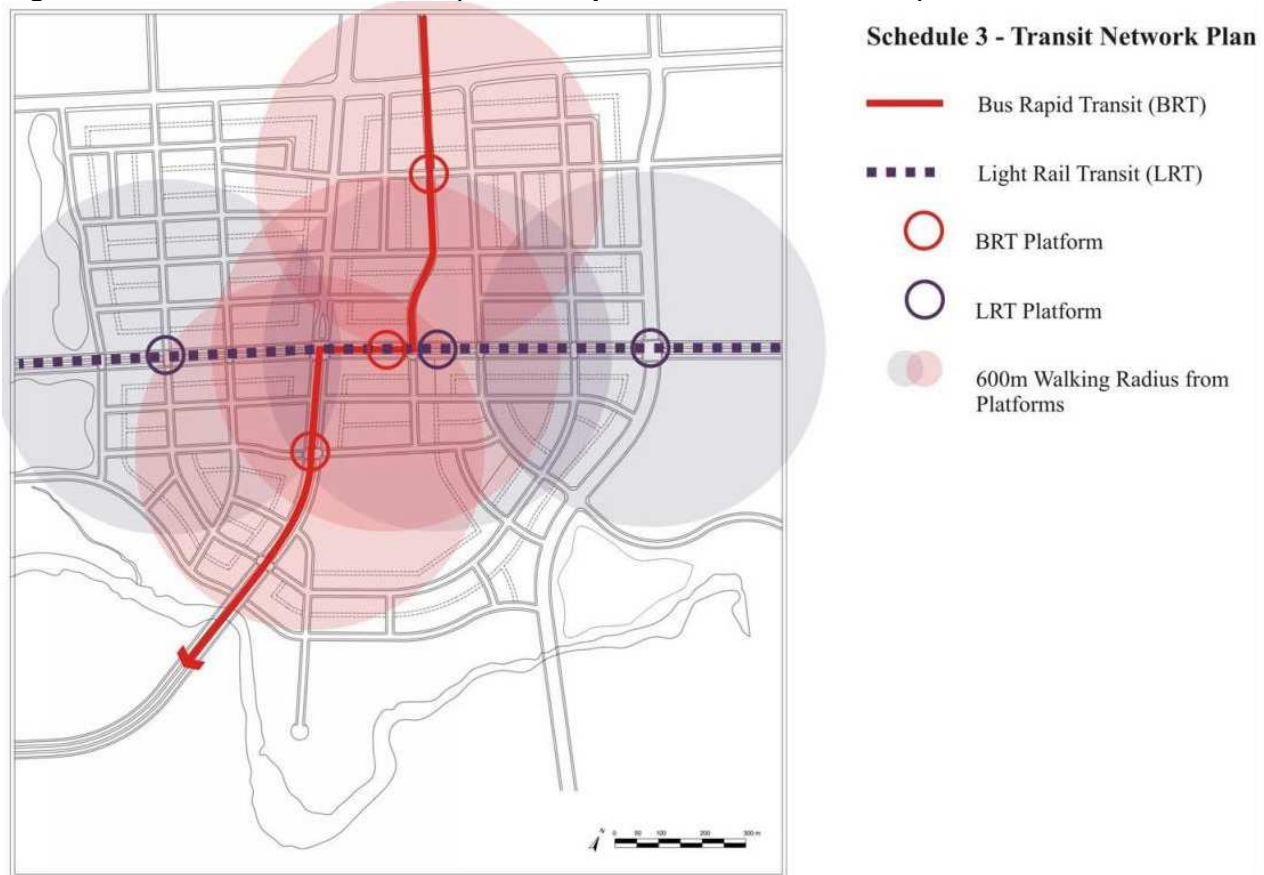 Schedule 3 - Transit Network Plan
Bus Rapid Transit (BRT)
Light Rail Transit (LRT)
BRT Platform
LRT Platform
600m Walking Radius from
Platforms
N
0 50 100 200 300 m